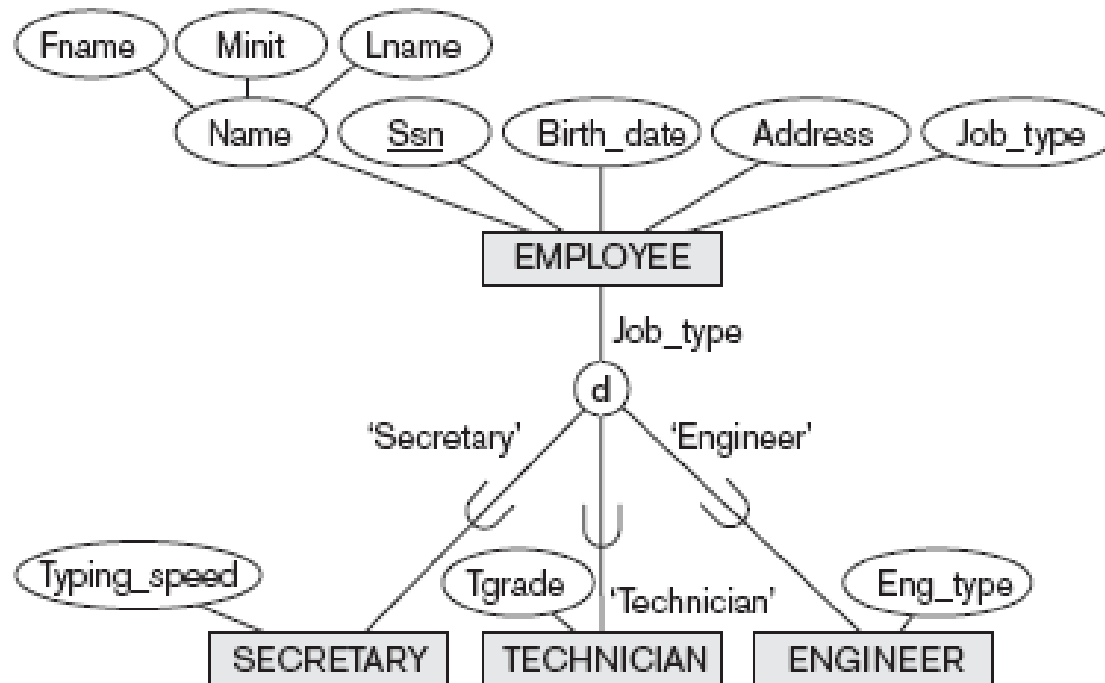 Fname Minit Lname
Name Ssn Birth_date Address Job_type
EMPLOYEE
Job_type
d
‘Secretary’ ‘Engineer’
Typing_speed Tgrade ‘Technician’ Eng_type
SECRETARY TECHNICIAN ENGINEER